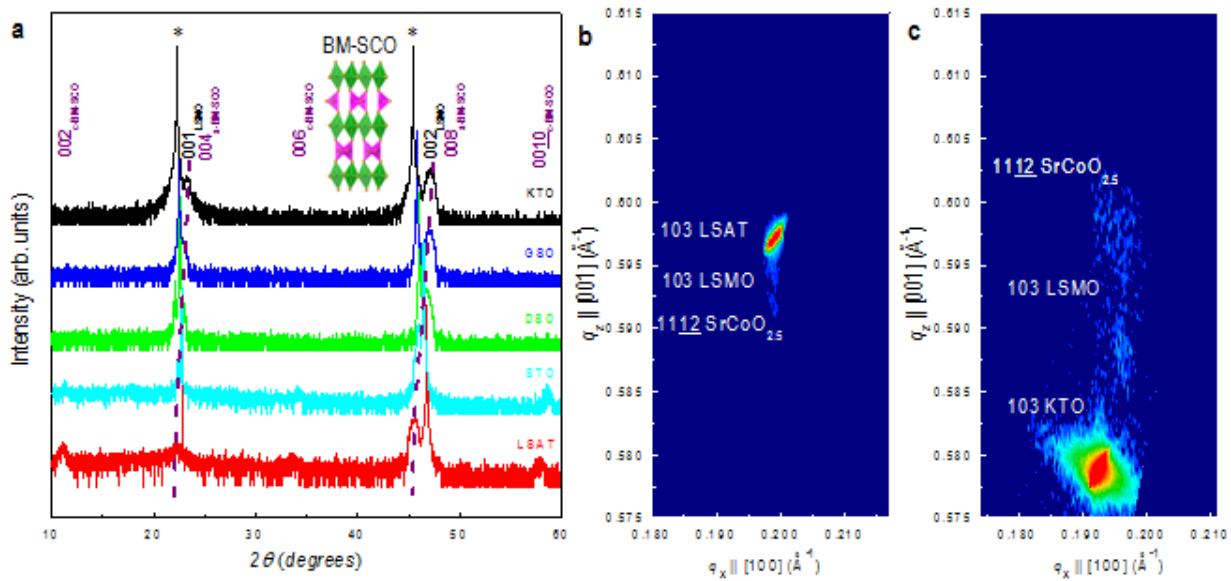 a
*
*
BM-SCO
002c-BM-SCO
001LSMO
004c-BM-SCO
006c-BM-SCO
002LSMO
008c-BM-SCO
0010c-BM-SCO
KTO
GSO
DSO
STO
LSAT
Intensity (arb. units)
10
20
30
40
50
60
2θ (degrees)
b
0.615
0.610
0.605
0.600
0.595
0.590
0.585
0.580
0.575
103 LSAT
103 LSMO
1112 SrCoO2.5
qz || [001] (Å-1)
0.180
0.190
0.200
0.210
qx || [100] (Å-1)
c
0.615
0.610
0.605
0.600
0.595
0.590
0.585
0.580
0.575
1112 SrCoO2.5
103 LSMO
103 KTO
qz || [001] (Å-1)
0.180
0.190
0.200
0.210
qx || [100] (Å-1)